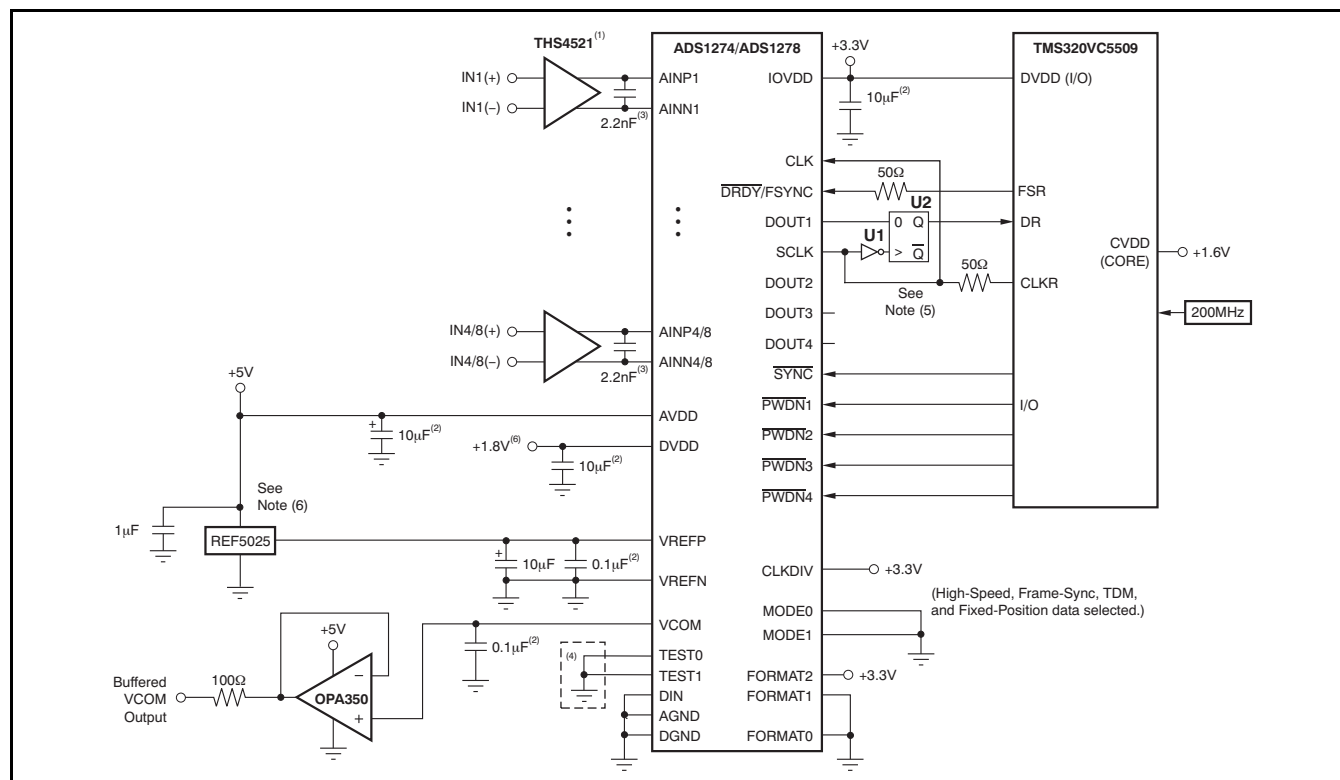 THS4521(1)
IN1(+)
IN1(−)
2.2nF(3)
IN4/8(+)
IN4/8(−)
2.2nF(3)
+5V
10µF(2)
+1.8V(6)
10µF(2)
See
Note (6)
1µF
REF5025
10µF
0.1µF(2)
+5V
0.1µF(2)
Buffered
VCOM
Output
100Ω
−
OPA350
+
(4)
ADS1274/ADS1278
AINP1
AINN1
AINP4/8
AINN4/8
AVDD
DVDD
VREFP
VREFN
VCOM
TEST0
TEST1
DIN
AGND
DGND
IOVDD
CLK
DRDY/FSYNC
DOUT1
SCLK
DOUT2
DOUT3
DOUT4
SYNC
PWDN1
PWDN2
PWDN3
PWDN4
CLKDIV
MODE0
MODE1
FORMAT2
FORMAT1
FORMAT0
+3.3V
10µF(2)
50Ω
U2
0 Q
U1
> Q
50Ω
See
Note (5)
TMS320VC5509
DVDD (I/O)
FSR
DR
CVDD
(CORE)
+1.6V
CLKR
200MHz
I/O
+3.3V
(High-Speed, Frame-Sync, TDM,
and Fixed-Position data selected.)
+3.3V